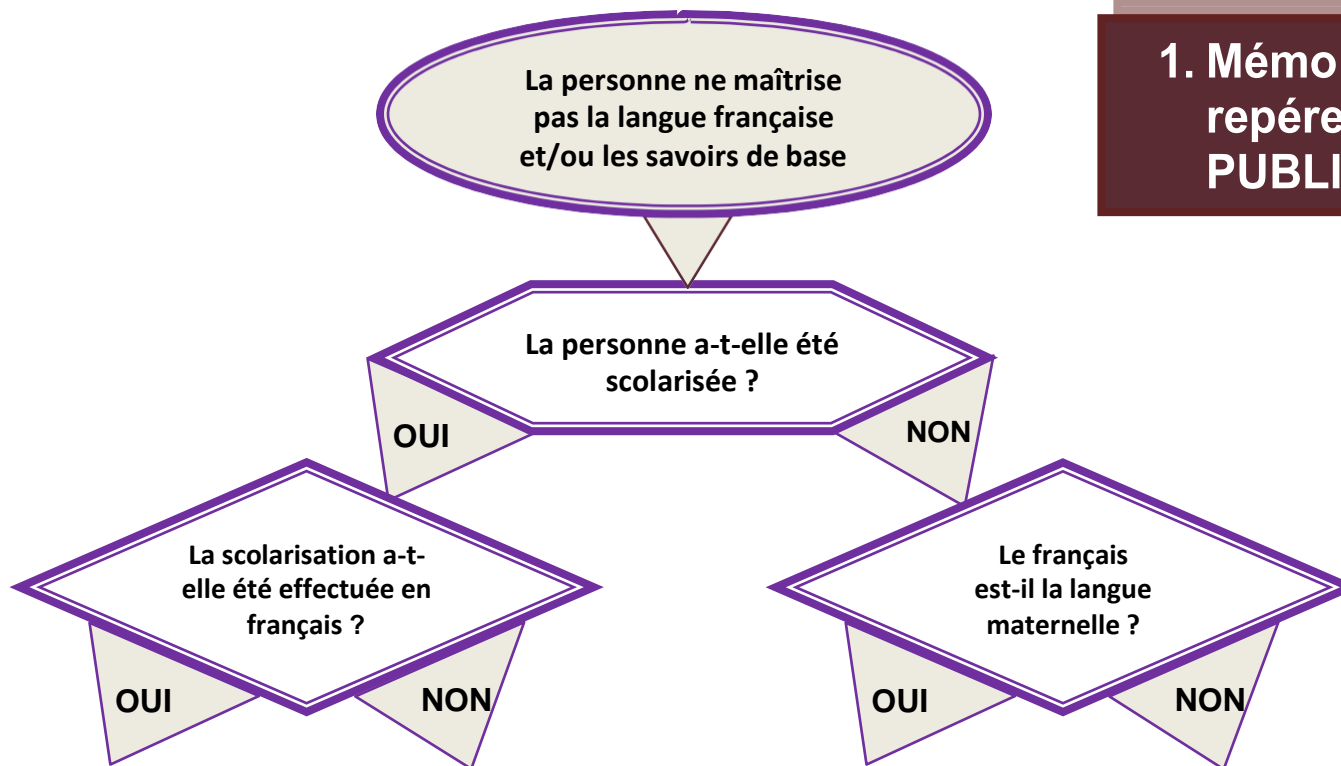 La personne ne maîtrise
pas la langue française
et/ou les savoirs de base
1. Mémo
repére
PUBLI
La personne a-t-elle été
scolarisée ?
OUI
NON
La scolarisation a-t-
elle été effectuée en
français ?
Le français
est-il la langue
maternelle ?
OUI
NON
OUI
NON